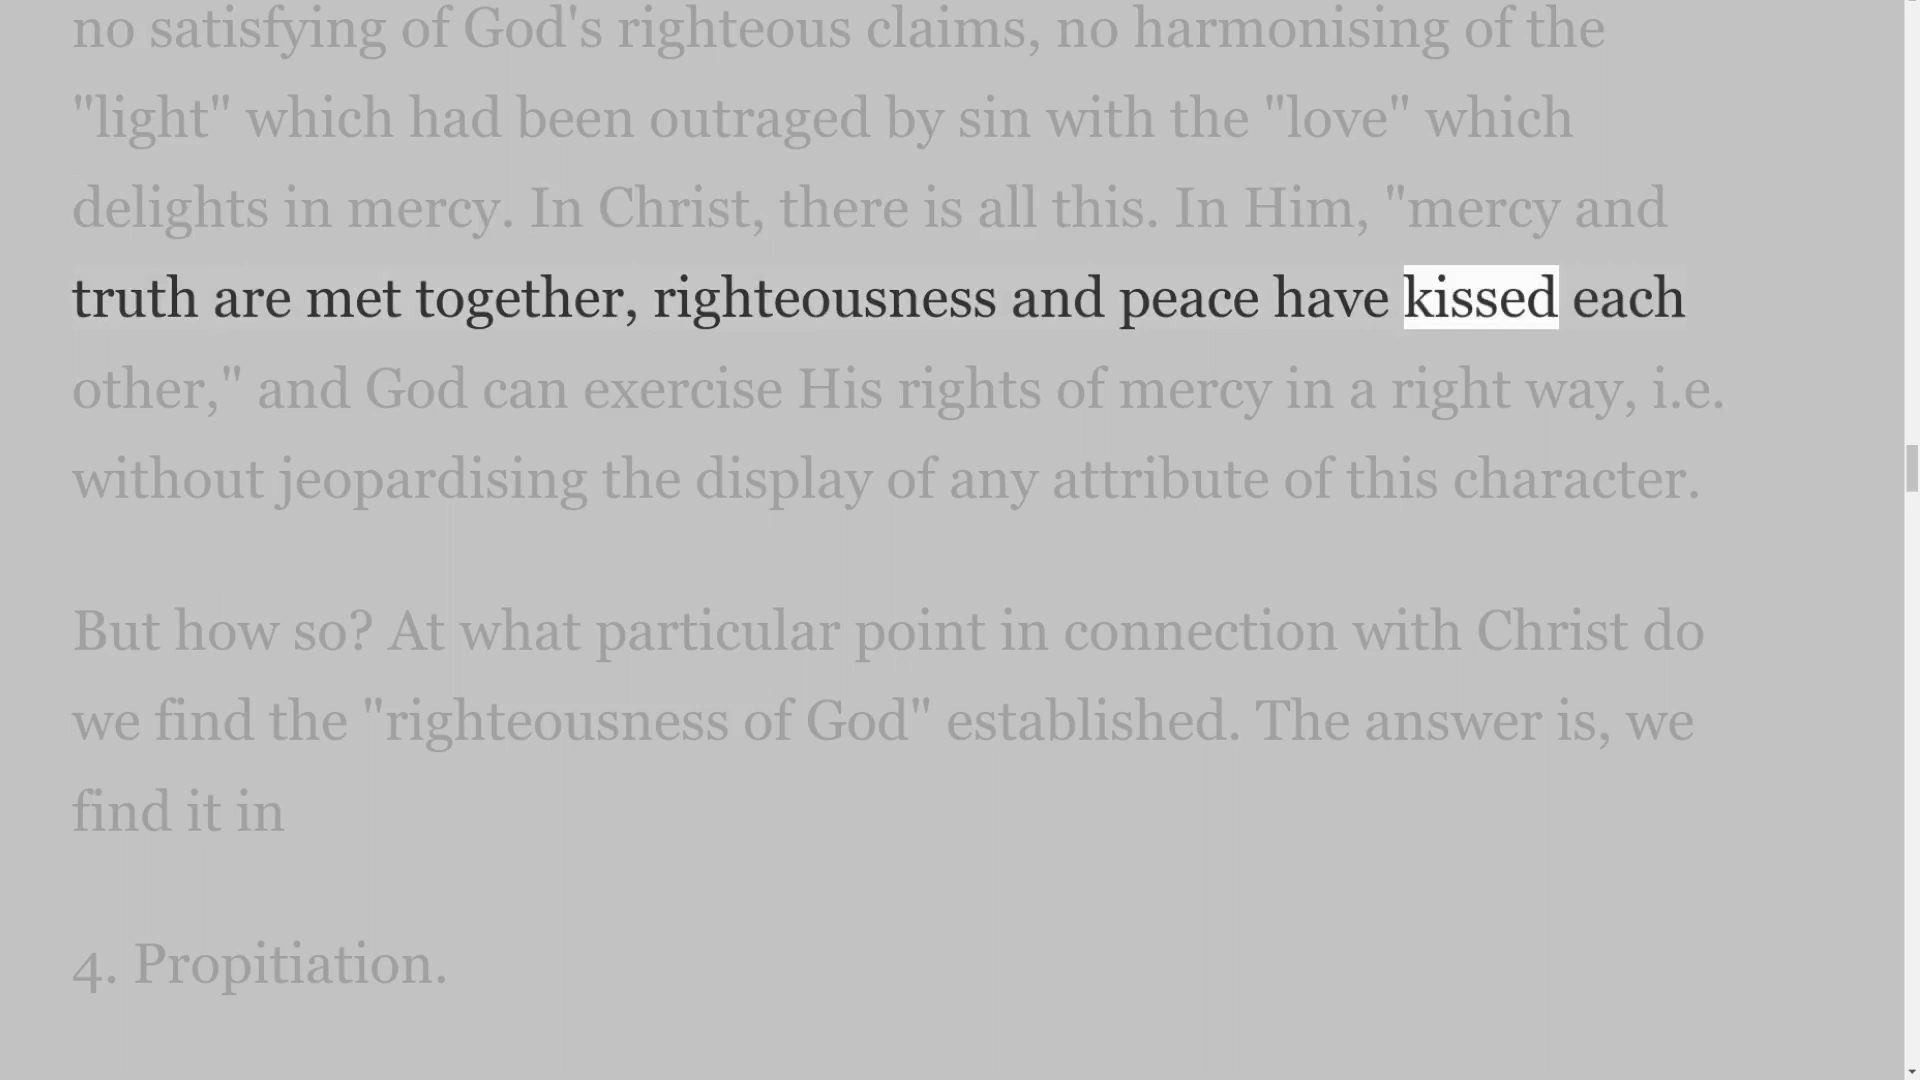 no satisfying of God's righteous claims, no harmonising of the
"light" which had been outraged by sin with the "love" which
delights in mercy. In Christ, there is all this. In Him, "mercy and
truth are met together, righteousness and peace have kissed each
other," and God can exercise His rights of mercy in a right way, i.e.
without jeopardising the display of any attribute of this character.
But how so? At what particular point in connection with Christ do
we find the "righteousness of God" established. The answer is, we
find it in
4. Propitiation.